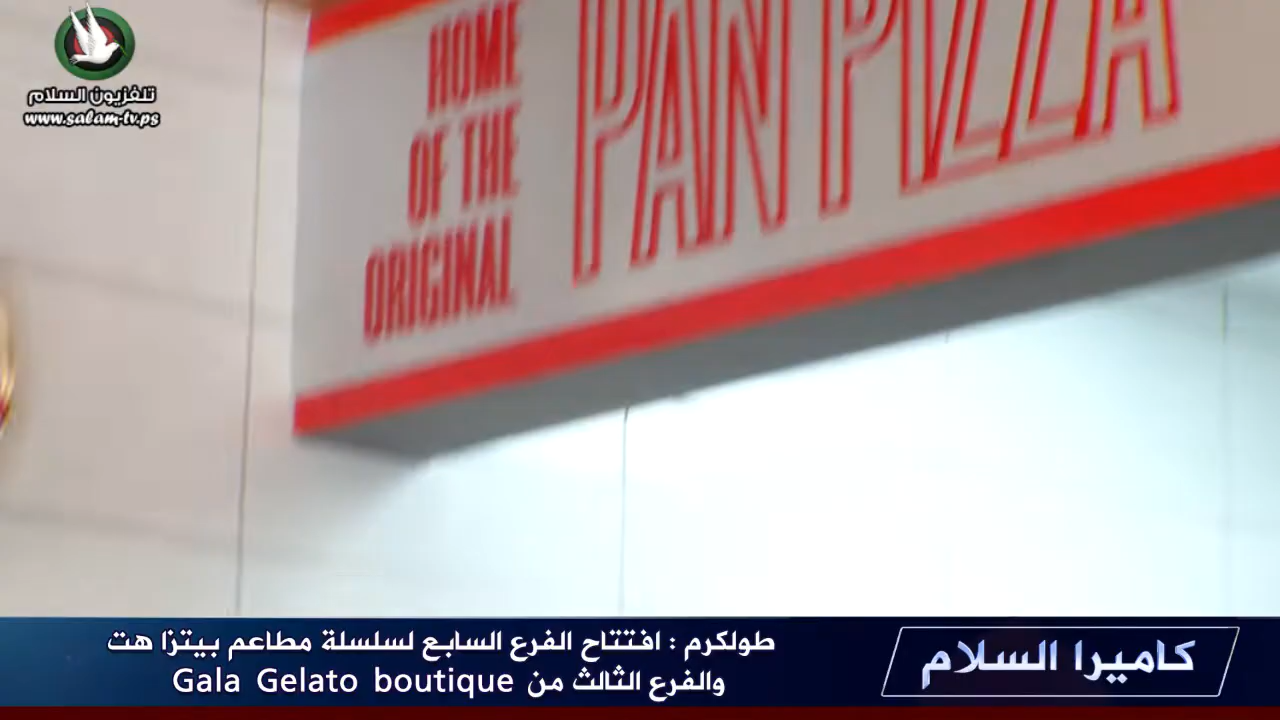 تلفزيون السلام
www.salam-tv.ps
HOME
OF THE
ORIGINAL
PAN PIZZA
طولكرم : افتتاح الفرع السابع لسلسلة مطاعم بيتزا هت
والفرع الثالث من Gala Gelato boutique
كاميرا السلام